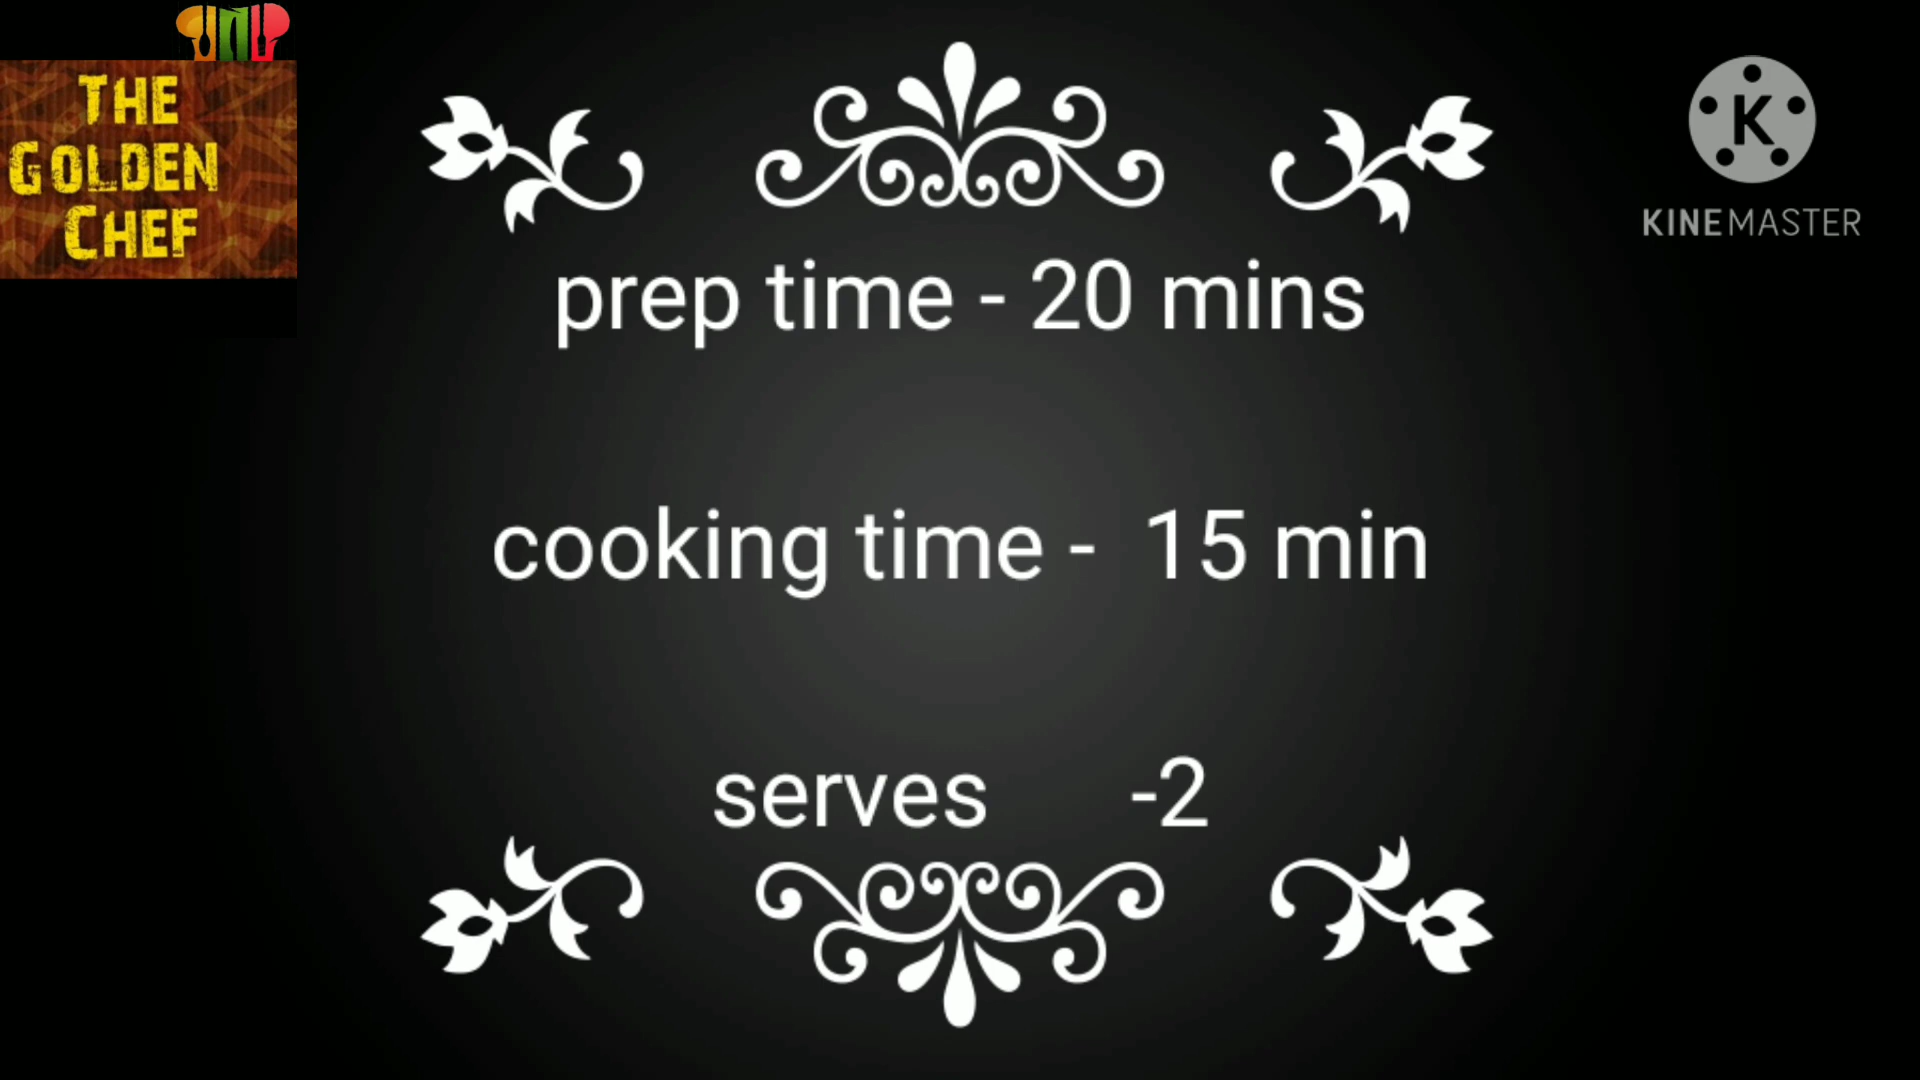 THE
GOLDEN
CHEF
K
KINEMASTER
prep time - 20 mins
cooking time -  15 min
serves      -2